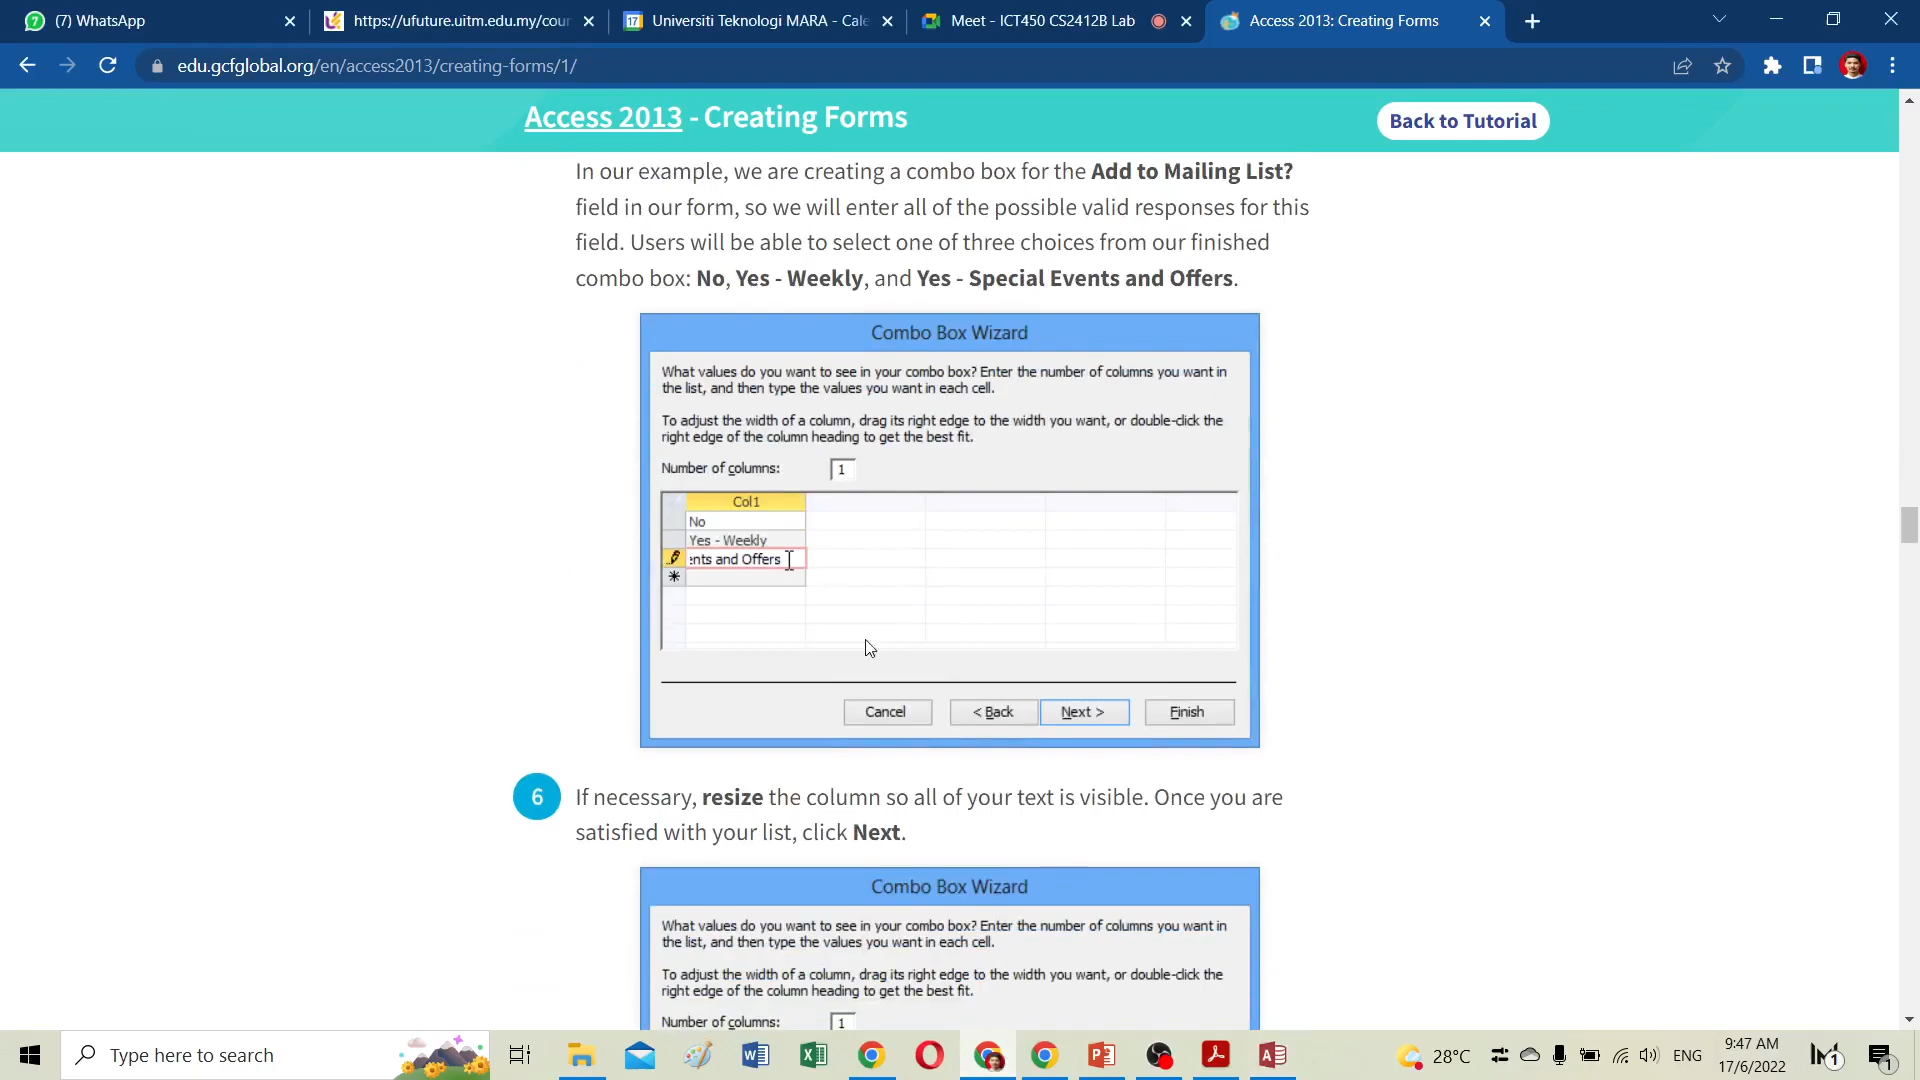 (7) WhatsApp
https://ufuture.uitm.edu.my/cour
17
Universiti Teknologi MARA - Cale
Meet - ICT450 CS2412B Lab
Access 2013: Creating Forms
edu.gcfglobal.org/en/access2013/creating-forms/1/
Access 2013 - Creating Forms
Back to Tutorial
In our example, we are creating a combo box for the Add to Mailing List?
field in our form, so we will enter all of the possible valid responses for this
field. Users will be able to select one of three choices from our finished
combo box: No, Yes - Weekly, and Yes - Special Events and Offers.
Combo Box Wizard
What values do you want to see in your combo box? Enter the number of columns you want in
the list, and then type the values you want in each cell.
To adjust the width of a column, drag its right edge to the width you want, or double-click the
right edge of the column heading to get the best fit.
Number of columns: 1
Col1
No
Yes - Weekly
ents and Offers
Cancel < Back Next > Finish
6 If necessary, resize the column so all of your text is visible. Once you are
satisfied with your list, click Next.
Combo Box Wizard
What values do you want to see in your combo box? Enter the number of columns you want in
the list, and then type the values you want in each cell.
To adjust the width of a column, drag its right edge to the width you want, or double-click the
right edge of the column heading to get the best fit.
Number of columns: 1
Type here to search
28°C
ENG
9:47 AM
17/6/2022
1
1